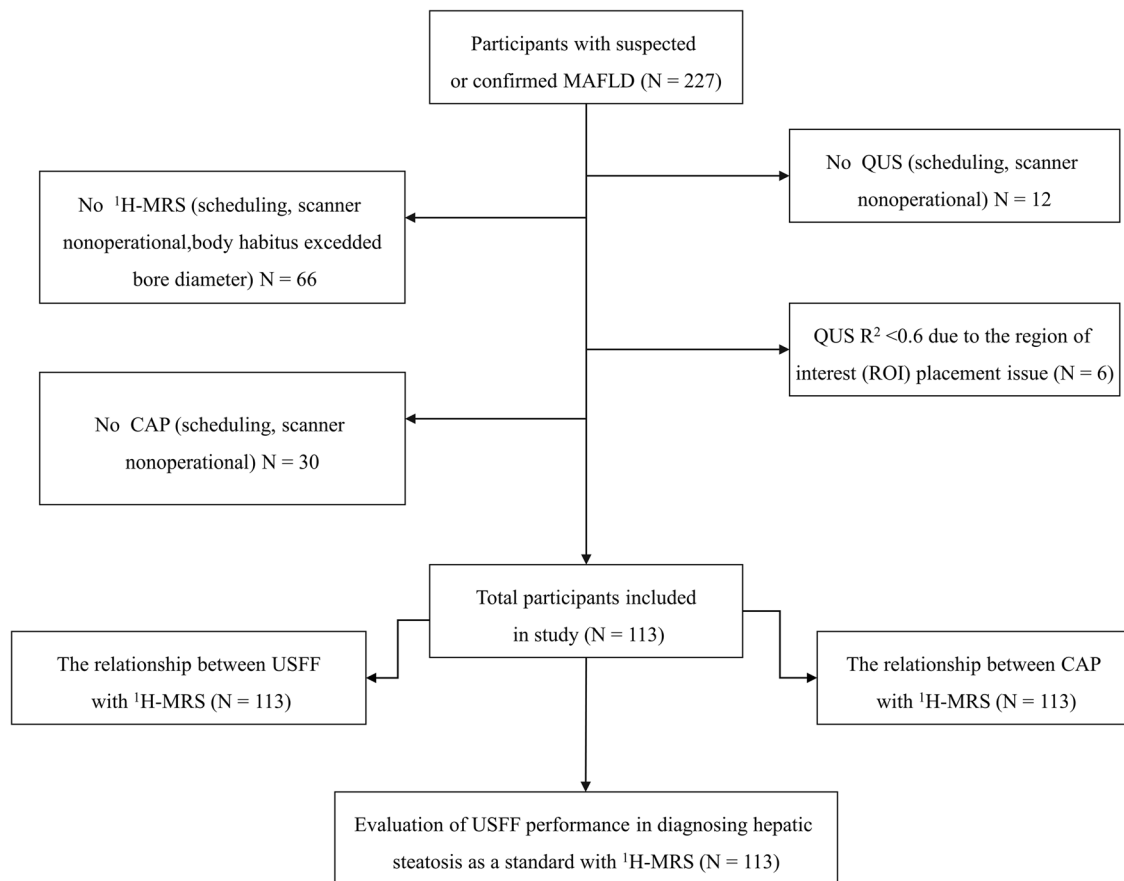 Participants with suspected
or confirmed MAFLD (N = 227)
No QUS (scheduling, scanner
nonoperational) N = 12
No ¹H-MRS (scheduling, scanner
nonoperational,body habitus excedded
bore diameter) N = 66
QUS R² <0.6 due to the region of
interest (ROI) placement issue (N = 6)
No CAP (scheduling, scanner
nonoperational) N = 30
Total participants included
in study (N = 113)
The relationship between USFF
with ¹H-MRS (N = 113)
The relationship between CAP
with ¹H-MRS (N = 113)
Evaluation of USFF performance in diagnosing hepatic
steatosis as a standard with ¹H-MRS (N = 113)